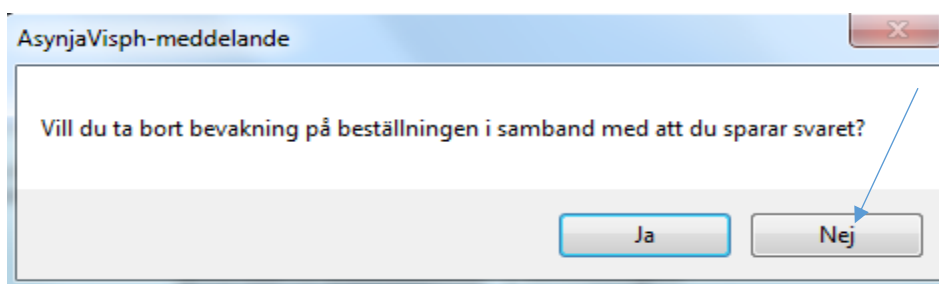 AsynjaVisph-meddelande
Vill du ta bort bevakning på beställningen i samband med att du sparar svaret?
Ja
Nej